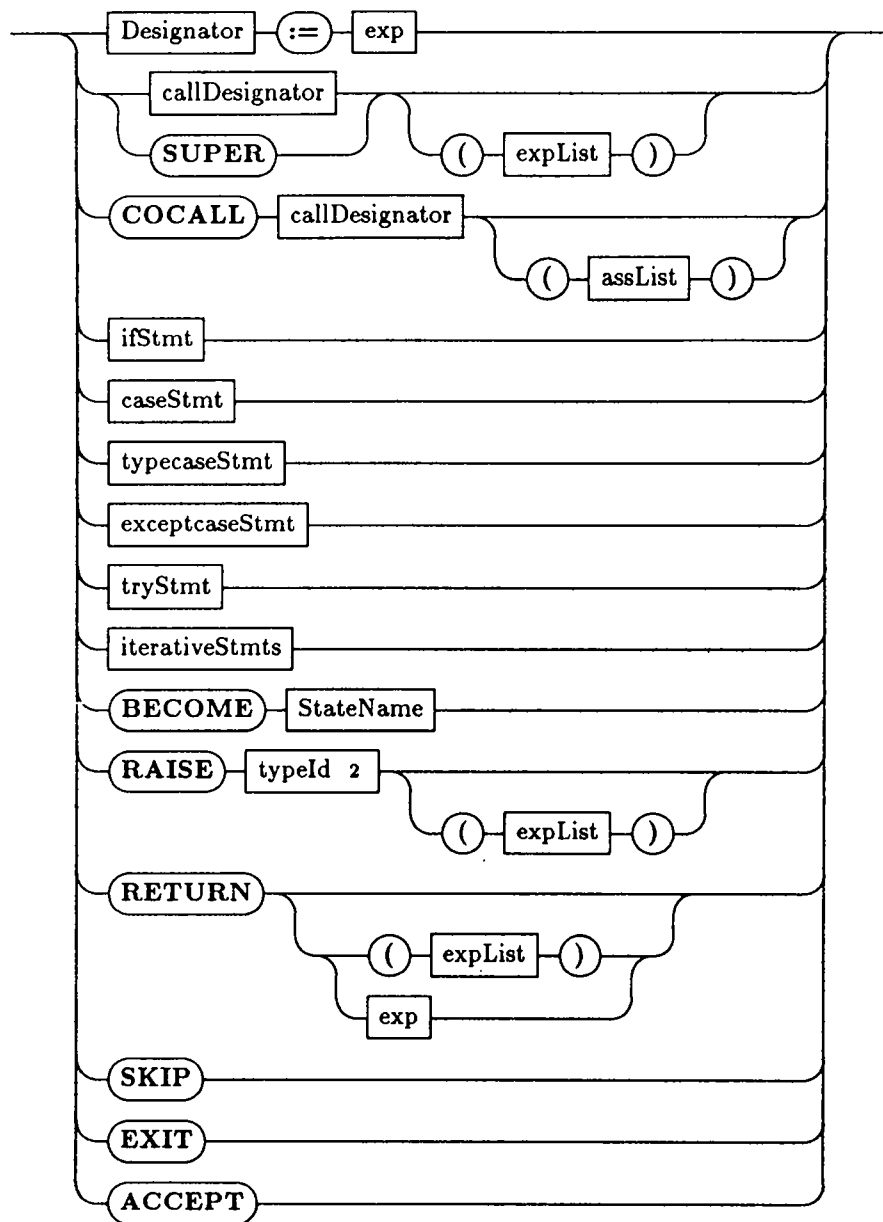 Designator := exp
callDesignator
SUPER ( expList )
COCALL callDesignator
( assList )
ifStmt
caseStmt
typecaseStmt
exceptcaseStmt
tryStmt
iterativeStmts
BECOME StateName
RAISE typeId 2
( expList )
RETURN
( expList )
exp
SKIP
EXIT
ACCEPT